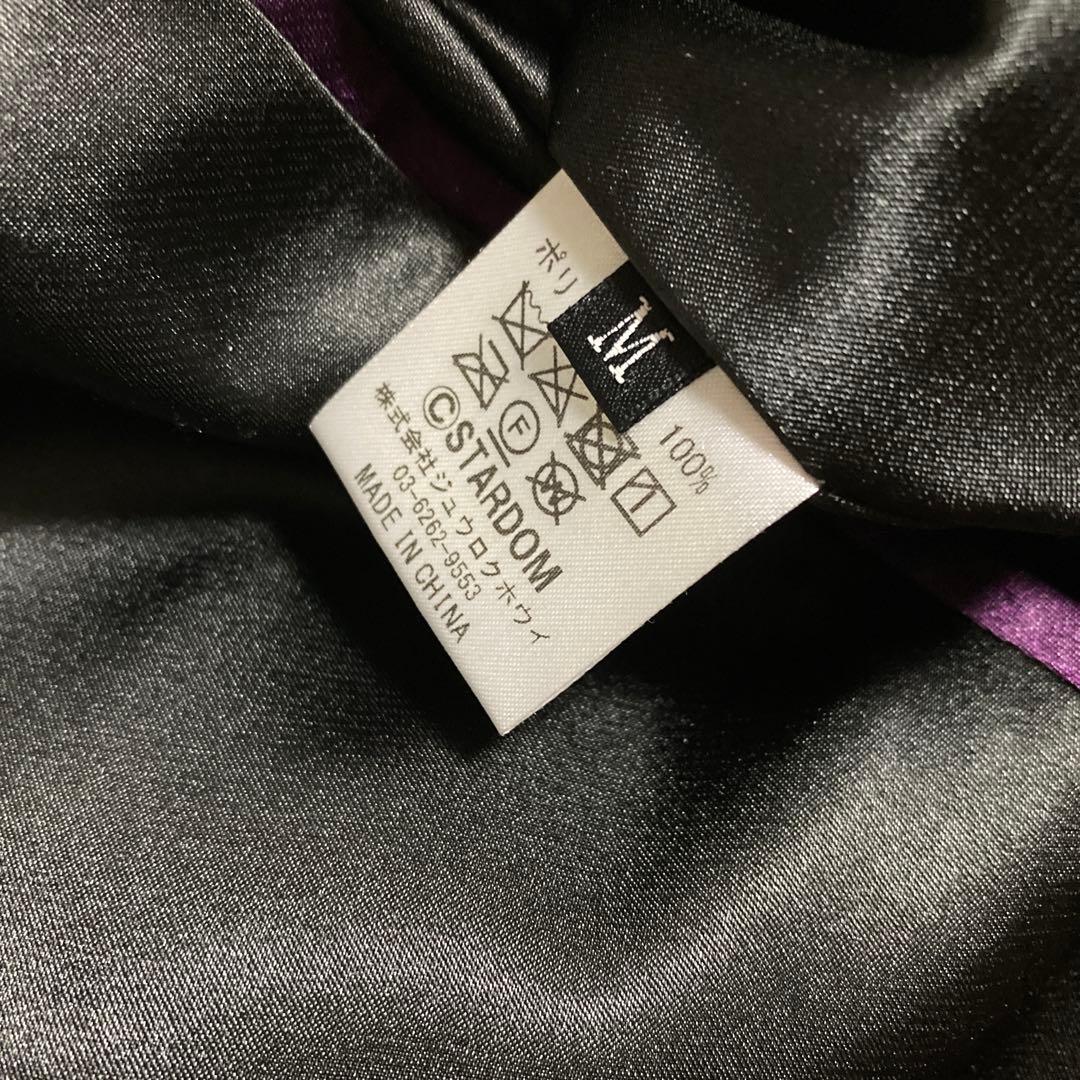 ポリ 100%
M
F
W
©STARDOM
株式会社ジュウロクホウイ
03-6262-9553
MADE IN CHINA